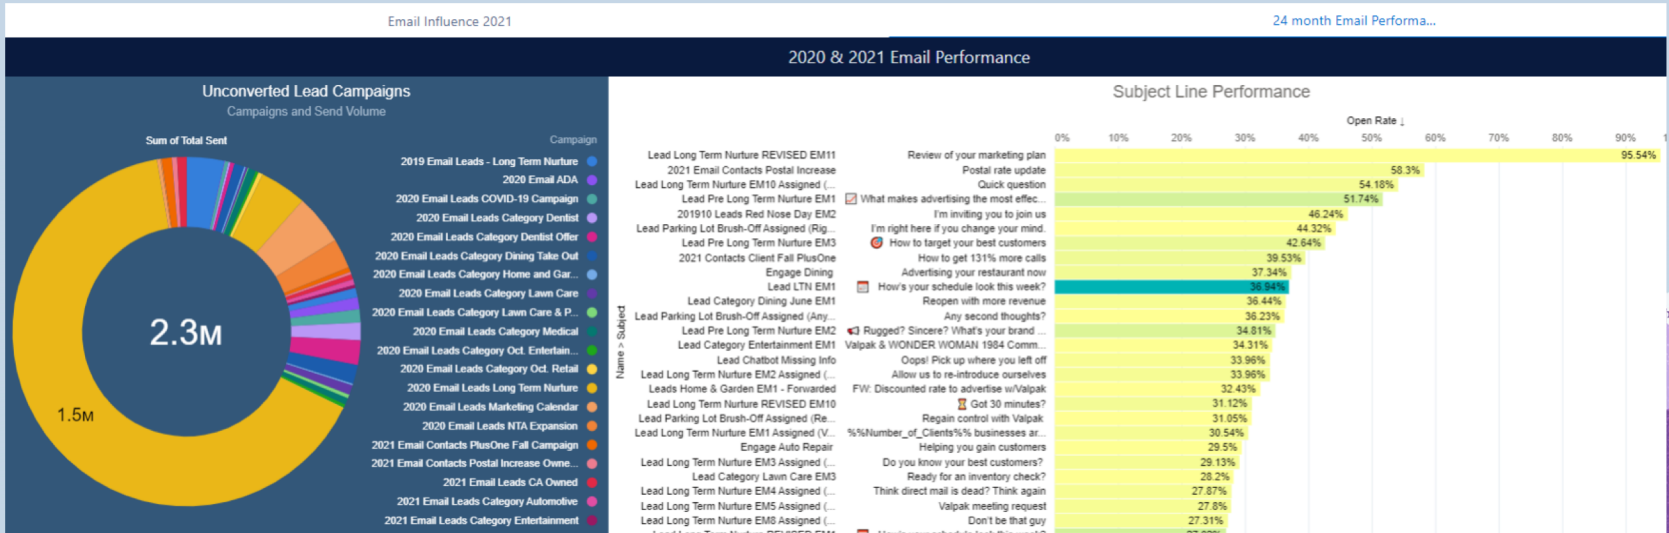 Email Influence 2021
24 month Email Performa...
2020 & 2021 Email Performance
Unconverted Lead Campaigns
Campaigns and Send Volume
Sum of Total Sent
Campaign
2.3M
1.5M
2019 Email Leads - Long Term Nurture
2020 Email ADA
2020 Email Leads COVID-19 Campaign
2020 Email Leads Category Dentist
2020 Email Leads Category Dentist Offer
2020 Email Leads Category Dining Take Out
2020 Email Leads Category Home and Gar...
2020 Email Leads Category Lawn Care
2020 Email Leads Category Lawn Care & P...
2020 Email Leads Category Medical
2020 Email Leads Category Oct. Entertain...
2020 Email Leads Category Oct. Retail
2020 Email Leads Long Term Nurture
2020 Email Leads Marketing Calendar
2020 Email Leads NTA Expansion
2021 Email Contacts PlusOne Fall Campaign
2021 Email Contacts Postal Increase Owne...
2021 Email Leads CA Owned
2021 Email Leads Category Automotive
2021 Email Leads Category Entertainment
Subject Line Performance
Open Rate ↓
0% 10% 20% 30% 40% 50% 60% 70% 80% 90%
Name > Subject
Lead Long Term Nurture REVISED EM11 Review of your marketing plan 95.54%
2021 Email Contacts Postal Increase Postal rate update 58.3%
Lead Long Term Nurture EM10 Assigned (... Quick question 54.18%
Lead Pre Long Term Nurture EM1 📈 What makes advertising the most effec... 51.74%
201910 Leads Red Nose Day EM2 I'm inviting you to join us 46.24%
Lead Parking Lot Brush-Off Assigned (Rig... I'm right here if you change your mind. 44.32%
Lead Pre Long Term Nurture EM3 🎯 How to target your best customers 42.64%
2021 Contacts Client Fall PlusOne How to get 131% more calls 39.53%
Engage Dining Advertising your restaurant now 37.34%
Lead LTN EM1 📅 How's your schedule look this week? 36.94%
Lead Category Dining June EM1 Reopen with more revenue 36.44%
Lead Parking Lot Brush-Off Assigned (Any... Any second thoughts? 36.23%
Lead Pre Long Term Nurture EM2 📢 Rugged? Sincere? What's your brand ... 34.81%
Lead Category Entertainment EM1 Valpak & WONDER WOMAN 1984 Comm... 34.31%
Lead Chatbot Missing Info Oops! Pick up where you left off 33.96%
Lead Long Term Nurture EM2 Assigned (... Allow us to re-introduce ourselves 33.96%
Leads Home & Garden EM1 - Forwarded FW: Discounted rate to advertise w/Valpak 32.43%
Lead Long Term Nurture REVISED EM10 ⏳ Got 30 minutes? 31.12%
Lead Parking Lot Brush-Off Assigned (Re... Regain control with Valpak 31.05%
Lead Long Term Nurture EM1 Assigned (V... %%Number_of_Clients%% businesses ar... 30.54%
Engage Auto Repair Helping you gain customers 29.5%
Lead Long Term Nurture EM3 Assigned (... Do you know your best customers? 29.13%
Lead Category Lawn Care EM3 Ready for an inventory check? 28.2%
Lead Long Term Nurture EM4 Assigned (... Think direct mail is dead? Think again 27.87%
Lead Long Term Nurture EM5 Assigned (... Valpak meeting request 27.8%
Lead Long Term Nurture EM8 Assigned (... Don't be that guy 27.31%